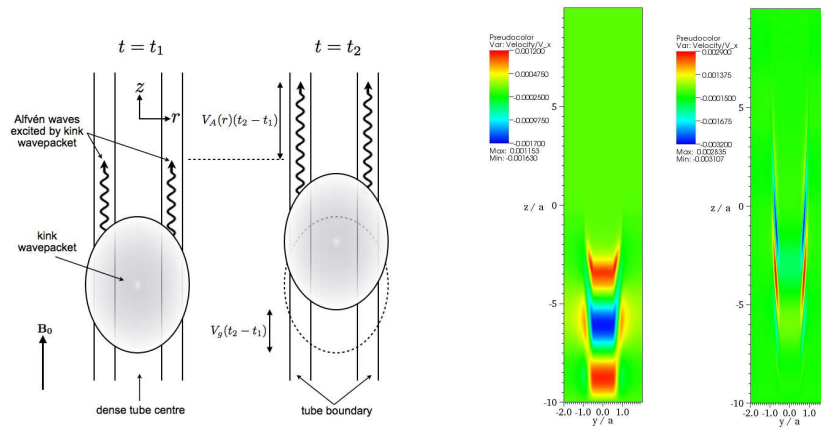 t = t₁
t = t₂
z
r
Alfvén waves
excited by kink
wavepacket
V_A(r)(t₂ − t₁)
kink
wavepacket
B₀
V_g(t₂ − t₁)
dense tube centre
tube boundary
Pseudocolor
Var: Velocity/V_x
0.001200
0.0004750
-0.0002500
-0.0009750
-0.001700
Max: 0.001153
Min: -0.001630
5
z / a
0
-5
-10
-2.0 -1.0 0.0 1.0
y / a
Pseudocolor
Var: Velocity/V_x
0.002900
0.001375
-0.0001500
-0.001675
-0.003200
Max: 0.002835
Min: -0.003107
5
z / a
0
-5
-10
-2.0 -1.0 0.0 1.0
y / a